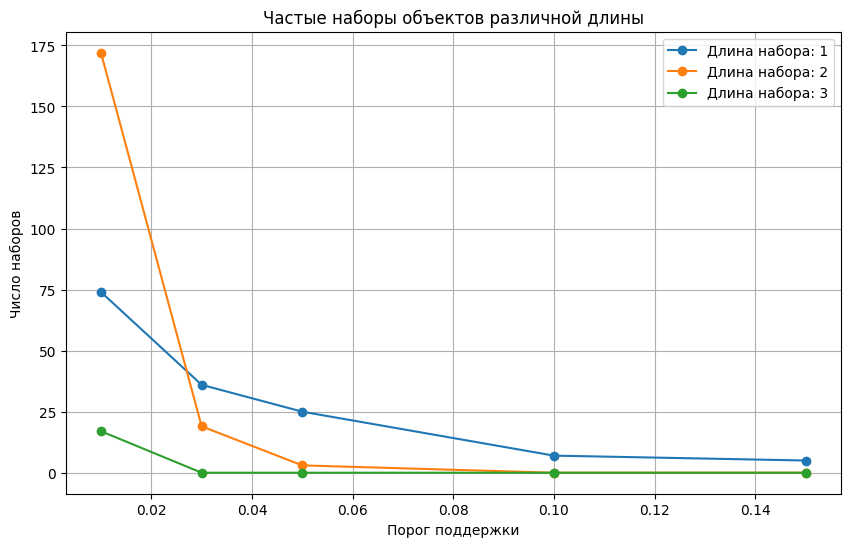 Частые наборы объектов различной длины
Длина набора: 1
Длина набора: 2
Длина набора: 3
Число наборов
175
150
125
100
75
50
25
0
0.02
0.04
0.06
0.08
0.10
0.12
0.14
Порог поддержки